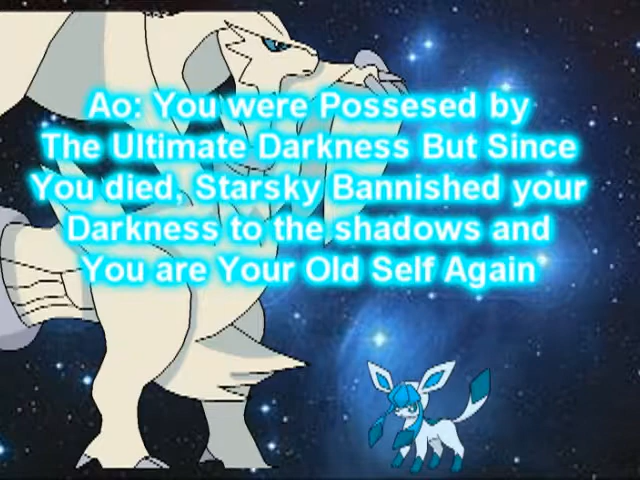 Ao: You were Possesed by
The Ultimate Darkness But Since
You died, Starsky Bannished your
Darkness to the shadows and
You are Your Old Self Again